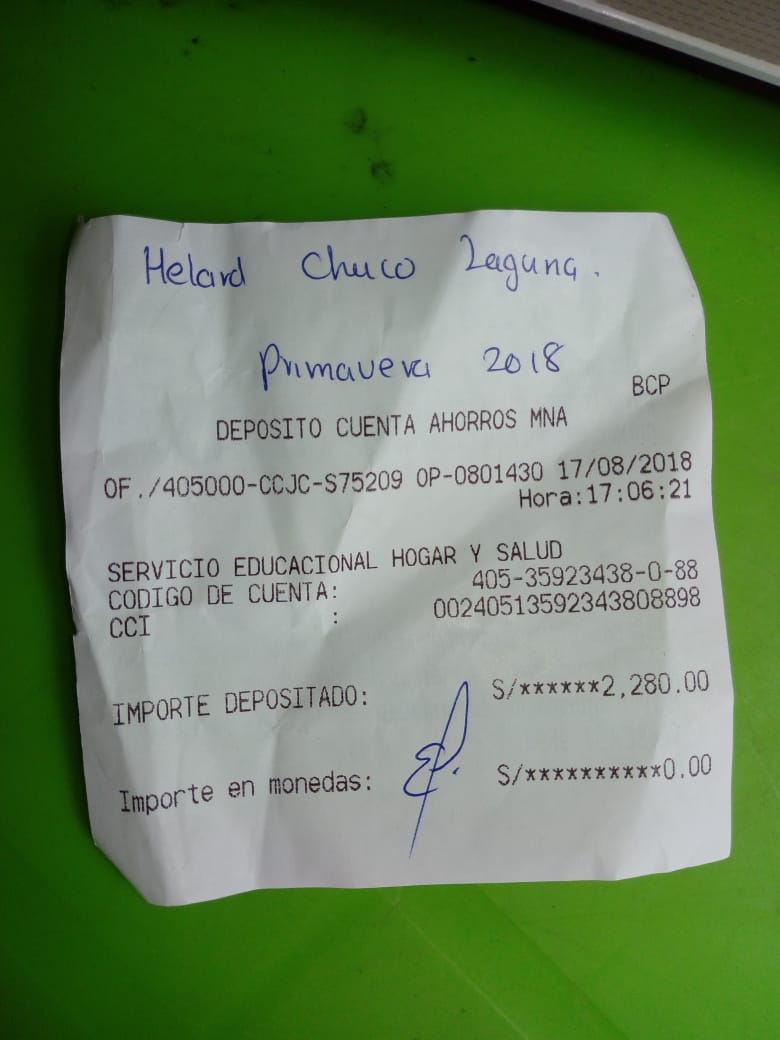 Helard Chuco Laguna.
Primavera 2018
BCP
DEPOSITO CUENTA AHORROS MNA
OF./405000-CCJC-S75209 OP-0801430 17/08/2018
Hora:17:06:21
SERVICIO EDUCACIONAL HOGAR Y SALUD
CODIGO DE CUENTA: 405-35923438-0-88
CCI : 00240513592343808898
IMPORTE DEPOSITADO: S/******2,280.00
Importe en monedas: S/**********0.00